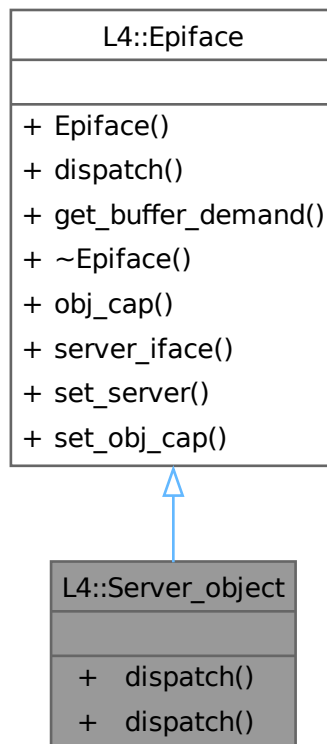 L4::Epiface
+ Epiface()
+ dispatch()
+ get_buffer_demand()
+ ~Epiface()
+ obj_cap()
+ server_iface()
+ set_server()
+ set_obj_cap()
L4::Server_object
+ dispatch()
+ dispatch()